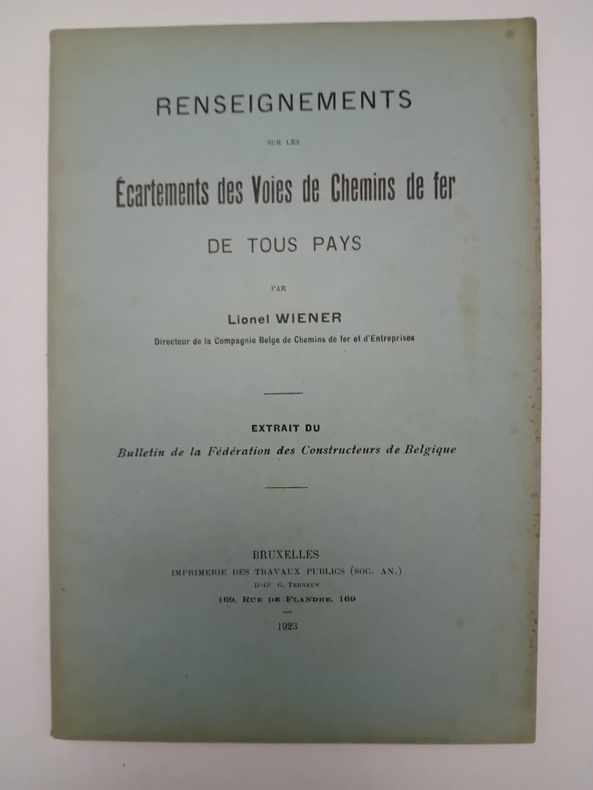 RENSEIGNEMENTS
SUR LES
Écartements des Voies de Chemins de fer
DE TOUS PAYS
PAR
Lionel WIENER
Directeur de la Compagnie Belge de Chemins de fer et d'Entreprises
EXTRAIT DU
Bulletin de la Fédération des Constructeurs de Belgique
BRUXELLES
IMPRIMERIE DES TRAVAUX PUBLICS (SOC. AN.)
G. Terneus
169, Rue de Flandre, 169
1923